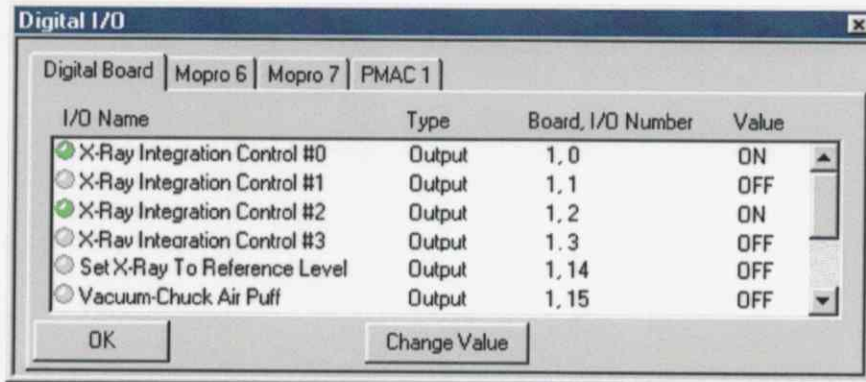 Digital I/O
Digital Board Mopro 6 Mopro 7 PMAC 1
I/O Name Type Board, I/O Number Value
X-Ray Integration Control #0 Output 1, 0 ON
X-Ray Integration Control #1 Output 1, 1 OFF
X-Ray Integration Control #2 Output 1, 2 ON
X-Ray Integration Control #3 Output 1. 3 OFF
Set X-Ray To Reference Level Output 1, 14 OFF
Vacuum-Chuck Air Puff Output 1, 15 OFF
OK Change Value